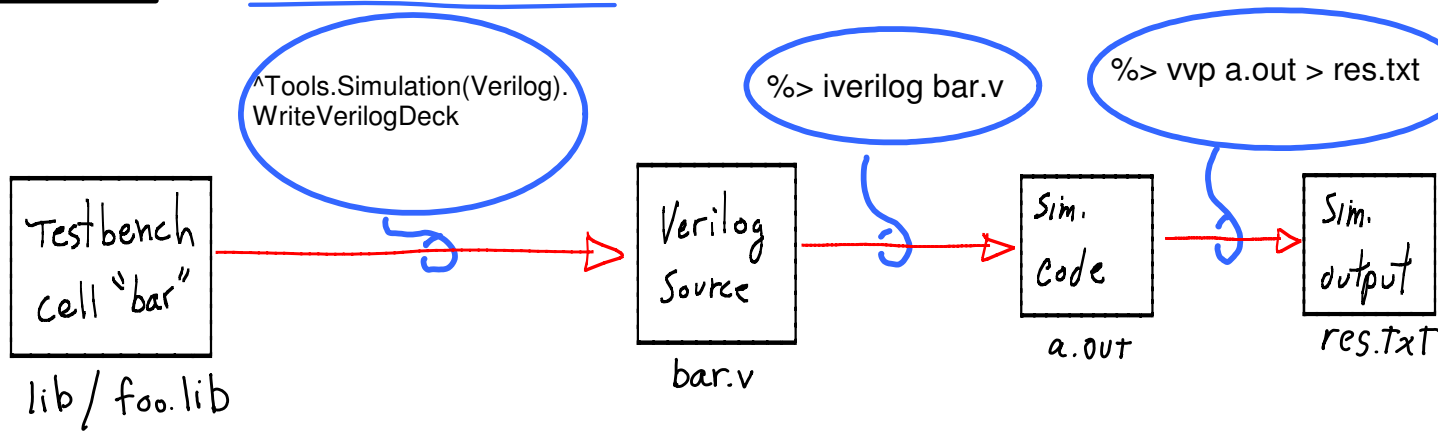 ^Tools.Simulation(Verilog).
WriteVerilogDeck
%> iverilog bar.v
%> vvp a.out > res.txt
Testbench
cell "bar"
lib/foo.lib
Verilog
Source
bar.v
Sim.
Code
a.out
Sim.
output
res.txt